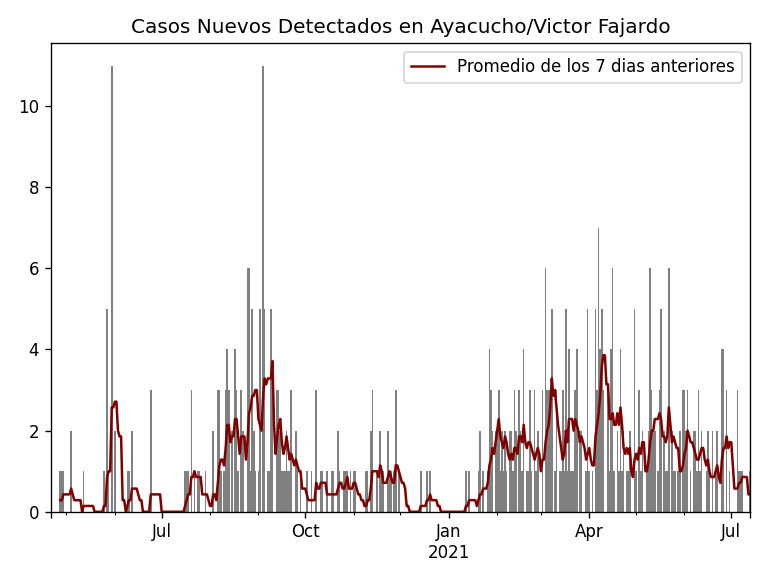 Casos Nuevos Detectados en Ayacucho/Victor Fajardo
Promedio de los 7 dias anteriores
10
8
6
4
2
0
Jul
Oct
Jan
2021
Apr
Jul